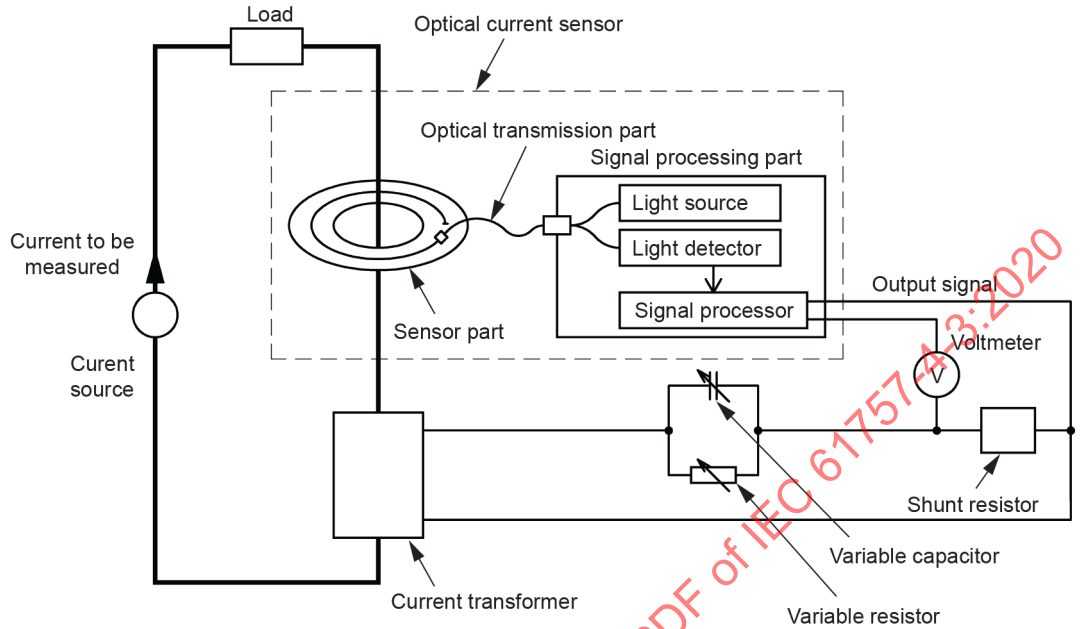 Load
Optical current sensor
Optical transmission part
Signal processing part
Light source
Light detector
Signal processor
Current to be
measured
Sensor part
Output signal
Voltmeter
V
Curent
source
Shunt resistor
Variable capacitor
Current transformer
Variable resistor
PDF of IEC 61757-4-3:2020